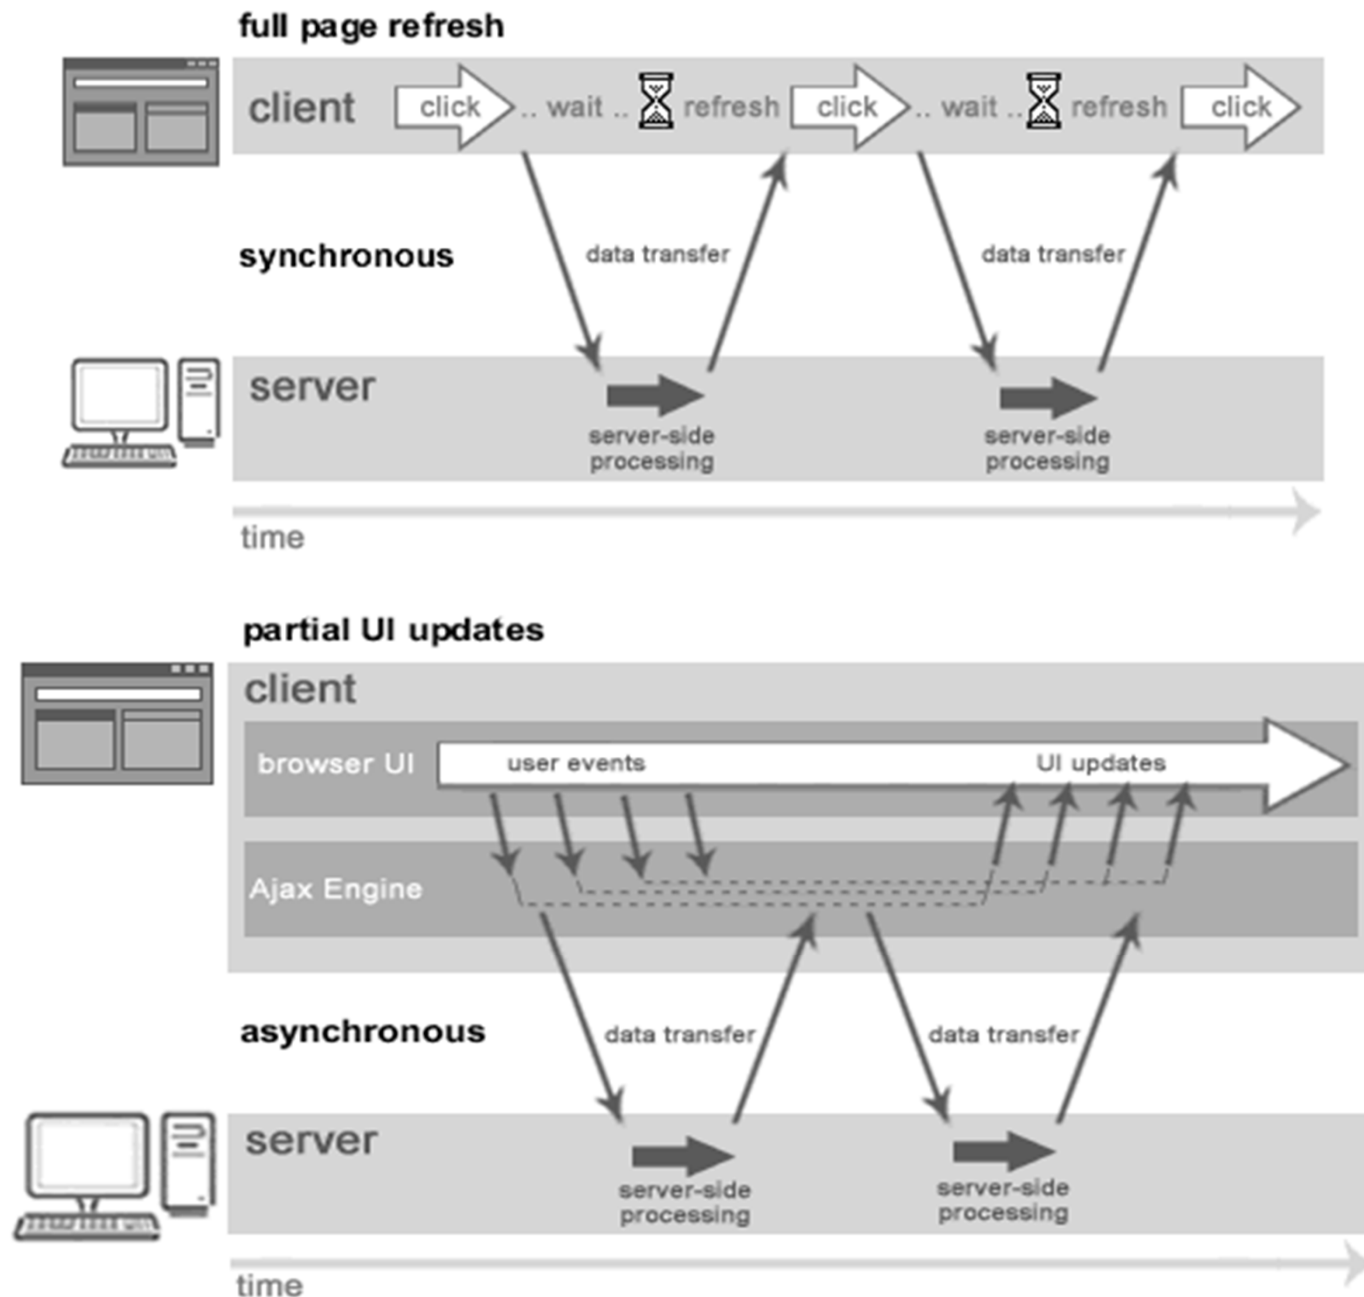 full page refresh
client click .. wait .. refresh click .. wait .. refresh click
synchronous data transfer data transfer
server
server-side server-side
processing processing
time
partial UI updates
client
browser UI user events UI updates
Ajax Engine
asynchronous data transfer data transfer
server
server-side server-side
processing processing
time